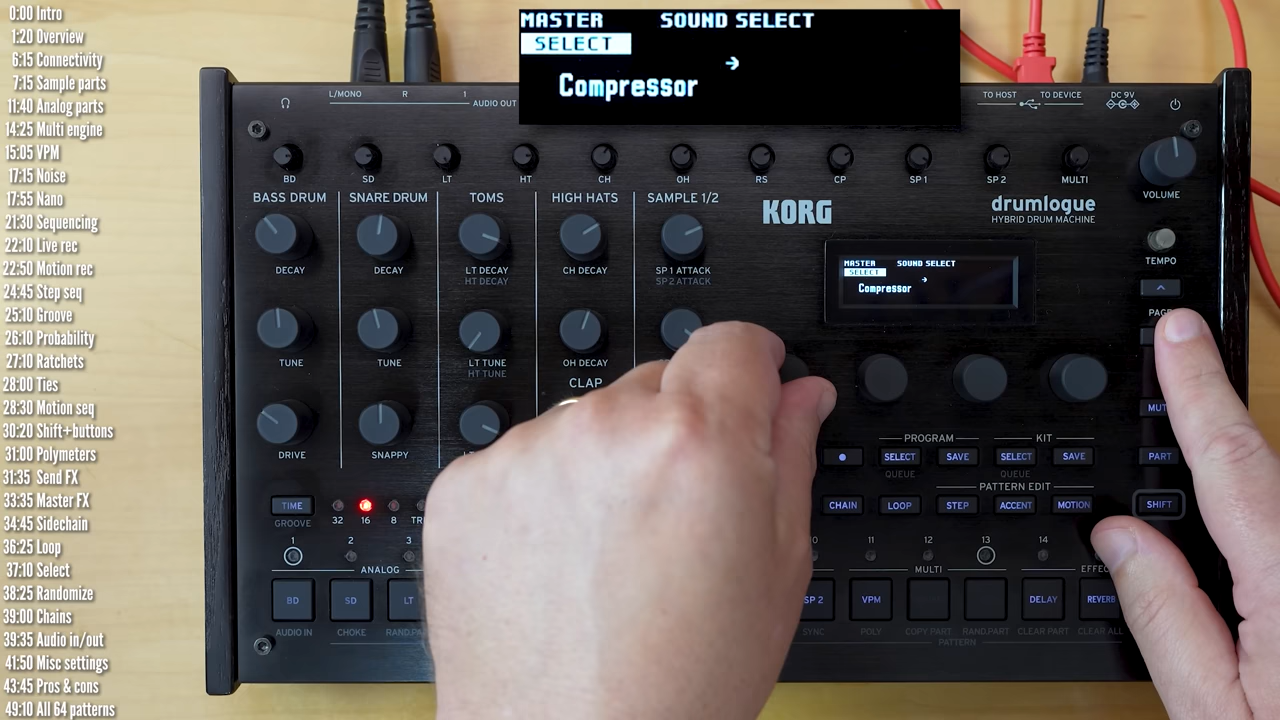 0:00 Intro
1:20 Overview
6:15 Connectivity
7:15 Sample parts
11:40 Analog parts
14:25 Multi engine
15:05 VPM
17:15 Noise
17:55 Nano
21:30 Sequencing
22:10 Live rec
22:50 Motion rec
24:45 Step seq
25:10 Groove
26:10 Probability
27:10 Ratchets
28:00 Ties
28:30 Motion seq
30:20 Shift+buttons
31:00 Polymeters
31:35 Send FX
33:35 Master FX
34:45 Sidechain
36:25 Loop
37:10 Select
38:25 Randomize
39:00 Chains
39:35 Audio in/out
41:50 Misc settings
43:45 Pros & cons
49:10 All 64 patterns
MASTER SOUND SELECT
SELECT
Compressor
L/MONO R 1 AUDIO OUT
TO HOST TO DEVICE DC 9V
BD SD LT HT CH OH RS CP SP 1 SP 2 MULTI
VOLUME
BASS DRUM SNARE DRUM TOMS HIGH HATS SAMPLE 1/2
KORG
drumlogue
HYBRID DRUM MACHINE
TEMPO
DECAY DECAY LT DECAY CH DECAY SP 1 ATTACK
HT DECAY SP 2 ATTACK
MASTER SOUND SELECT
SELECT
Compressor
TUNE TUNE LT TUNE OH DECAY
HT TUNE
CLAP
DRIVE SNAPPY
PROGRAM KIT
SELECT SAVE SELECT SAVE PART
QUEUE QUEUE
PATTERN EDIT
CHAIN LOOP STEP ACCENT MOTION SHIFT
TIME
GROOVE
32 16 8
1 2 3 11 12 13 14
ANALOG MULTI
BD SD LT SP 2 VPM DELAY REVERB
AUDIO IN CHOKE SYNC POLY COPY PART RAND.PART CLEAR PART CLEAR ALL
PATTERN